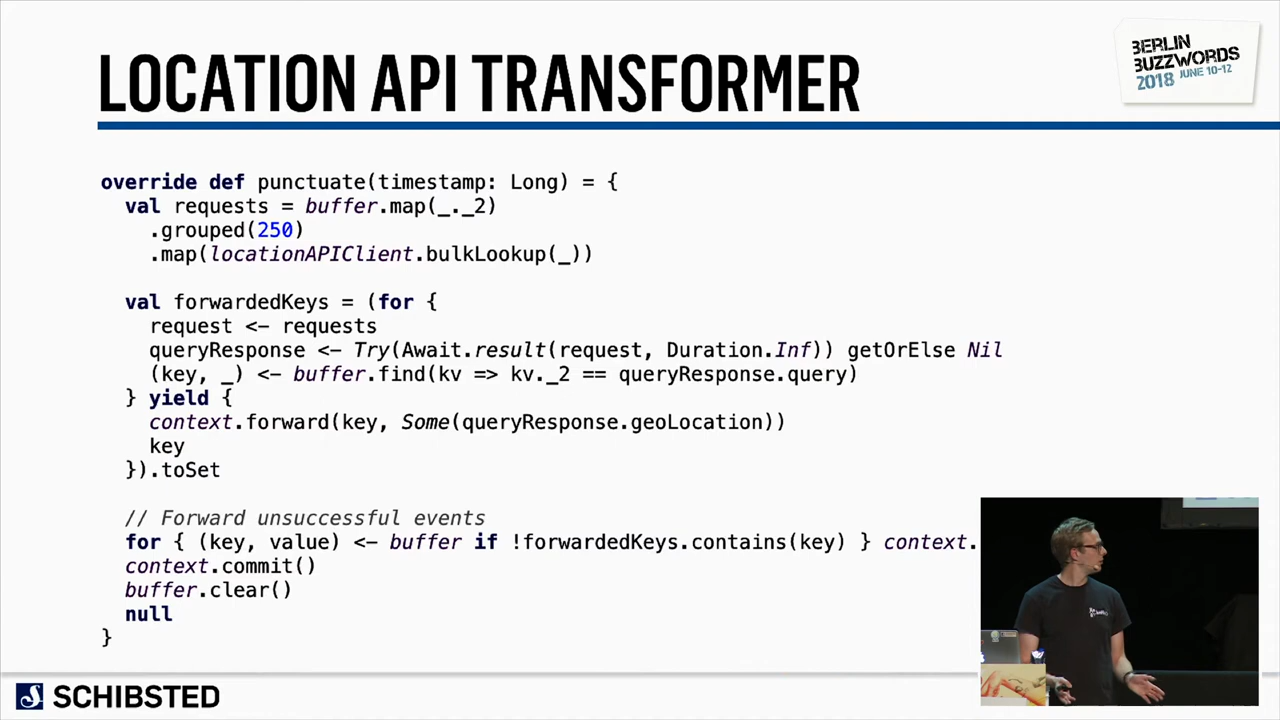 LOCATION API TRANSFORMER
BERLIN
BUZZWORDS
2018 JUNE 10-12
override def punctuate(timestamp: Long) = {
val requests = buffer.map(_._2)
.grouped(250)
.map(locationAPIClient.bulkLookup(_))
val forwardedKeys = (for {
request <- requests
queryResponse <- Try(Await.result(request, Duration.Inf)) getOrElse Nil
(key, _) <- buffer.find(kv => kv._2 == queryResponse.query)
} yield {
context.forward(key, Some(queryResponse.geoLocation))
key
}).toSet
// Forward unsuccessful events
for { (key, value) <- buffer if !forwardedKeys.contains(key) } context.
context.commit()
buffer.clear()
null
}
SCHIBSTED